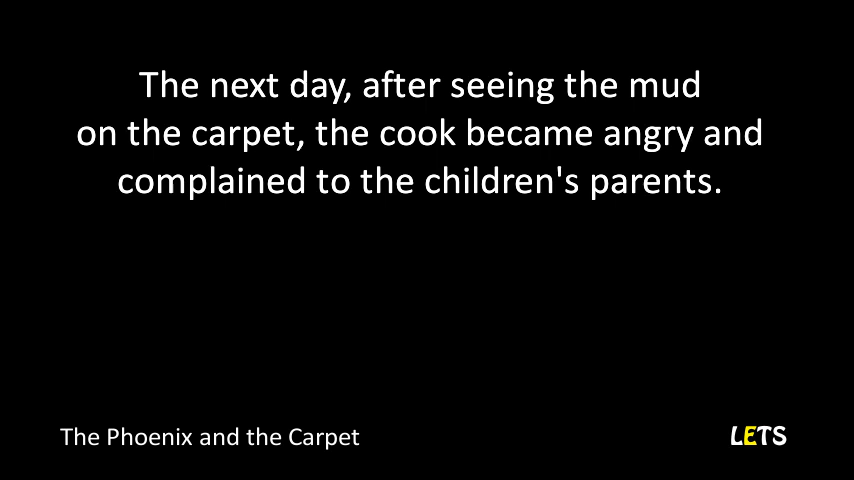 The next day, after seeing the mud
on the carpet, the cook became angry and
complained to the children's parents.
The Phoenix and the Carpet
LETS